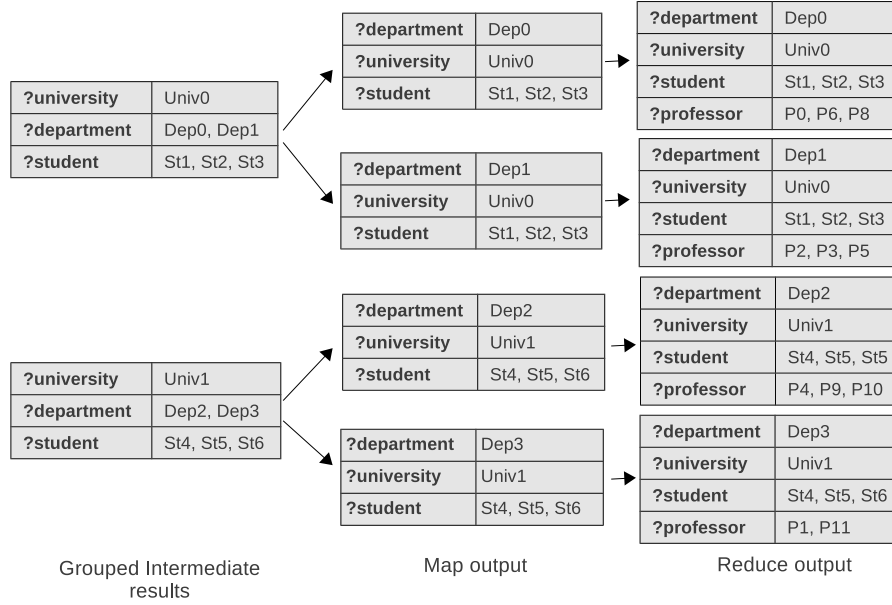 ?university Univ0
?department Dep0, Dep1
?student St1, St2, St3
?university Univ1
?department Dep2, Dep3
?student St4, St5, St6
Grouped Intermediate
results
?department Dep0
?university Univ0
?student St1, St2, St3
?department Dep1
?university Univ0
?student St1, St2, St3
?department Dep2
?university Univ1
?student St4, St5, St6
?department Dep3
?university Univ1
?student St4, St5, St6
Map output
?department Dep0
?university Univ0
?student St1, St2, St3
?professor P0, P6, P8
?department Dep1
?university Univ0
?student St1, St2, St3
?professor P2, P3, P5
?department Dep2
?university Univ1
?student St4, St5, St5
?professor P4, P9, P10
?department Dep3
?university Univ1
?student St4, St5, St6
?professor P1, P11
Reduce output